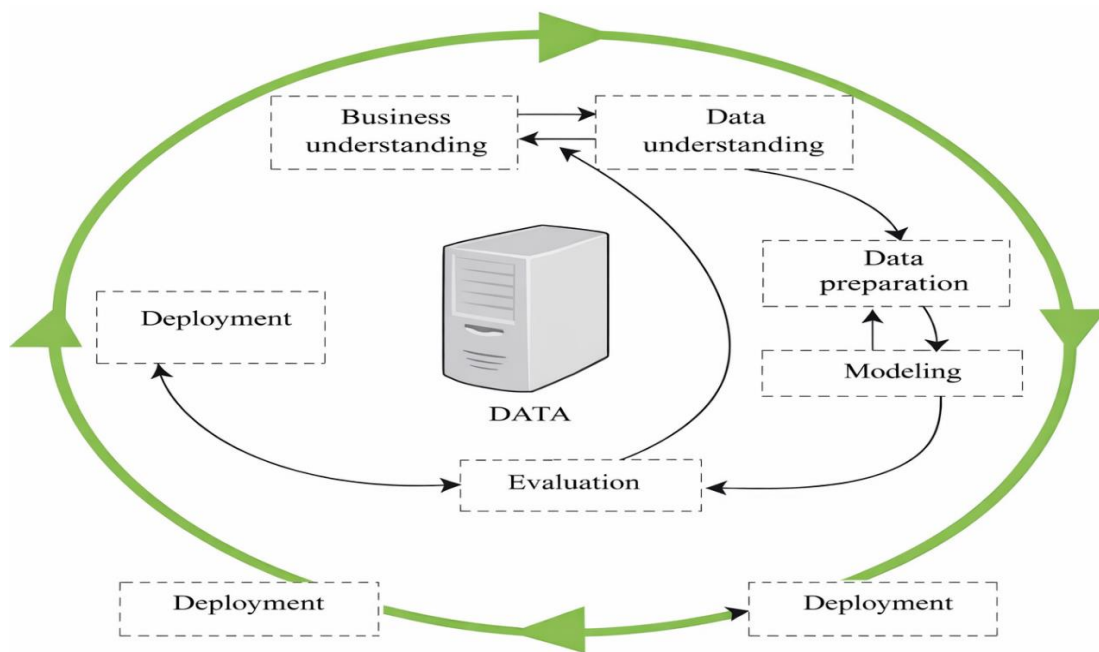 Business
understanding
Data
understanding
Data
preparation
Deployment
Modeling
DATA
Evaluation
Deployment
Deployment